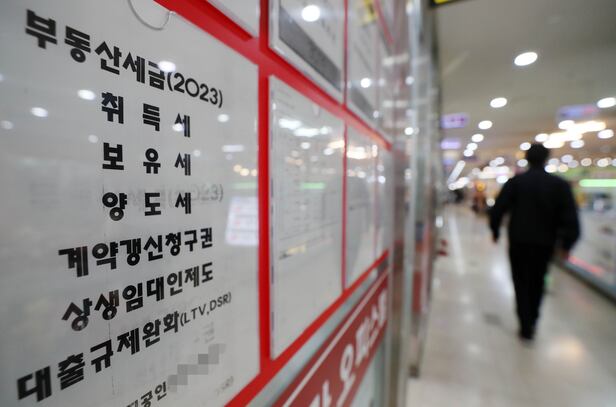 부동산세금(2023)
취득세
보유세
양도세
계약갱신청구권
상생임대인제도
대출규제완화(LTV,DSR)